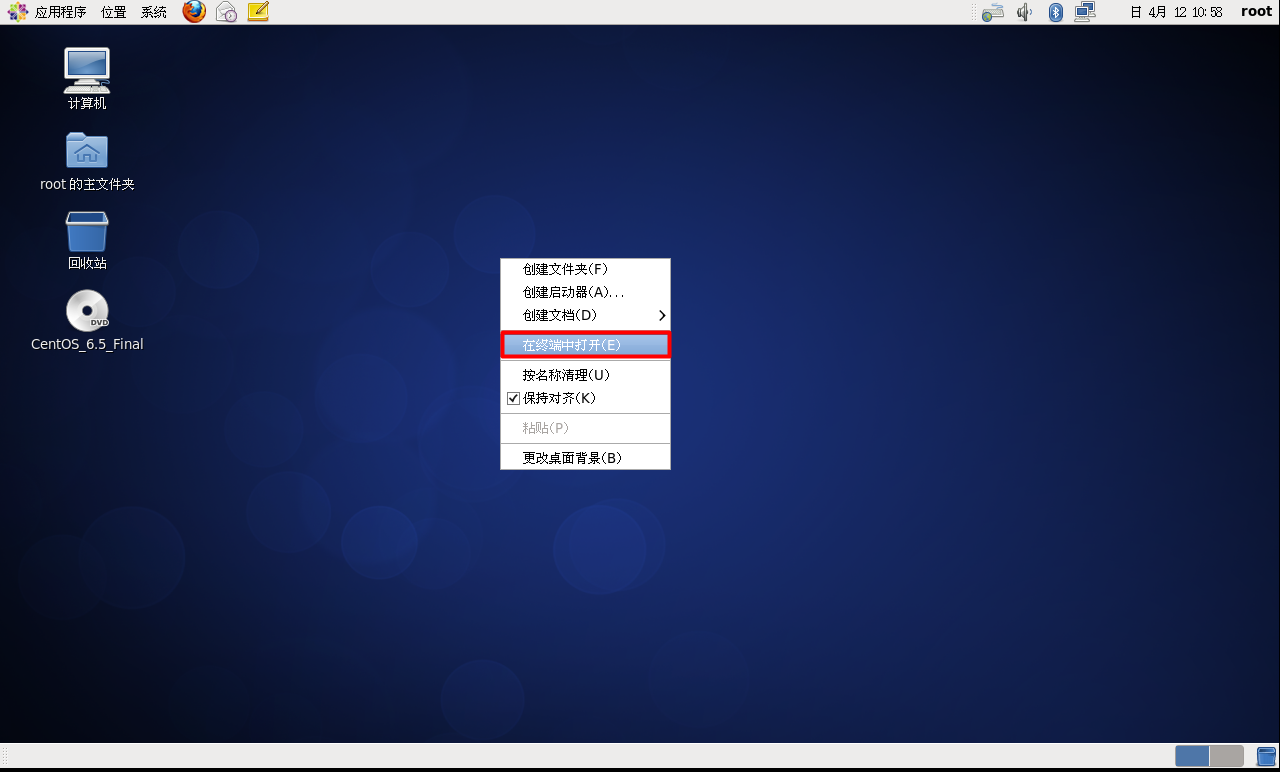 应用程序 位置 系统 日 4月 12 10:58 root
计算机
root 的主文件夹
回收站
DVD
CentOS_6.5_Final
创建文件夹(F)
创建启动器(A)...
创建文档(D)
在终端中打开(E)
按名称清理(U)
保持对齐(K)
粘贴(P)
更改桌面背景(B)